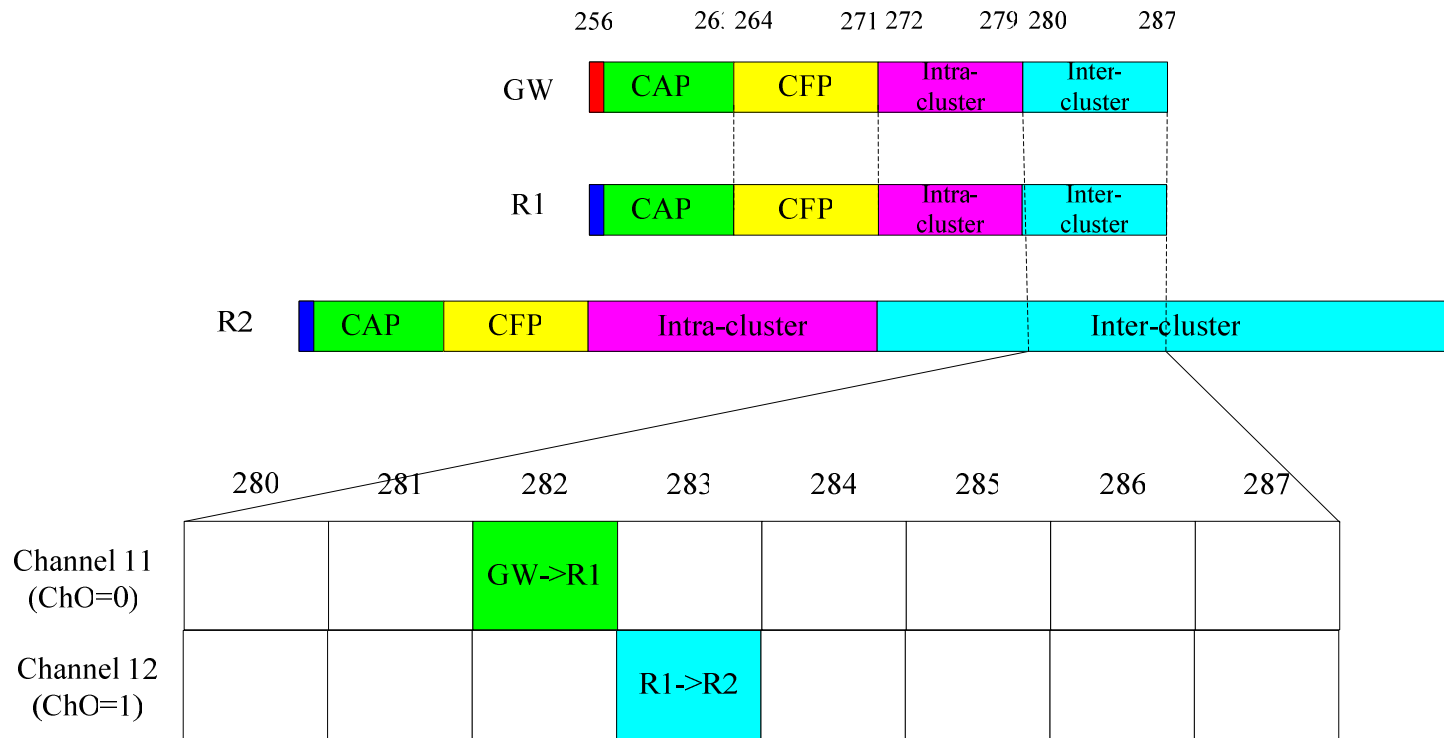 256 264 271 272 279 280 287
GW CAP CFP Intra-cluster Inter-cluster
R1 CAP CFP Intra-cluster Inter-cluster
R2 CAP CFP Intra-cluster Inter-cluster
280 281 282 283 284 285 286 287
Channel 11
(ChO=0)
GW->R1
Channel 12
(ChO=1)
R1->R2